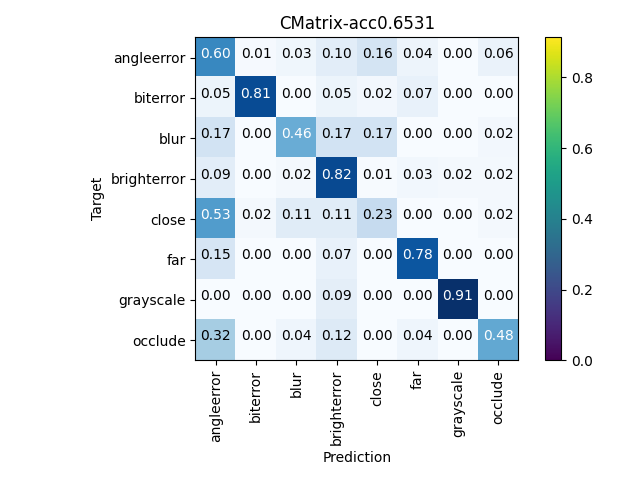 CMatrix-acc0.6531
angleerror 0.60 0.01 0.03 0.10 0.16 0.04 0.00 0.06
biterror 0.05 0.81 0.00 0.05 0.02 0.07 0.00 0.00
blur 0.17 0.00 0.46 0.17 0.17 0.00 0.00 0.02
brighterror 0.09 0.00 0.02 0.82 0.01 0.03 0.02 0.02
close 0.53 0.02 0.11 0.11 0.23 0.00 0.00 0.02
far 0.15 0.00 0.00 0.07 0.00 0.78 0.00 0.00
grayscale 0.00 0.00 0.00 0.09 0.00 0.00 0.91 0.00
occlude 0.32 0.00 0.04 0.12 0.00 0.04 0.00 0.48
angleerror biterror blur brighterror close far grayscale occlude
Prediction
Target
0.8
0.6
0.4
0.2
0.0